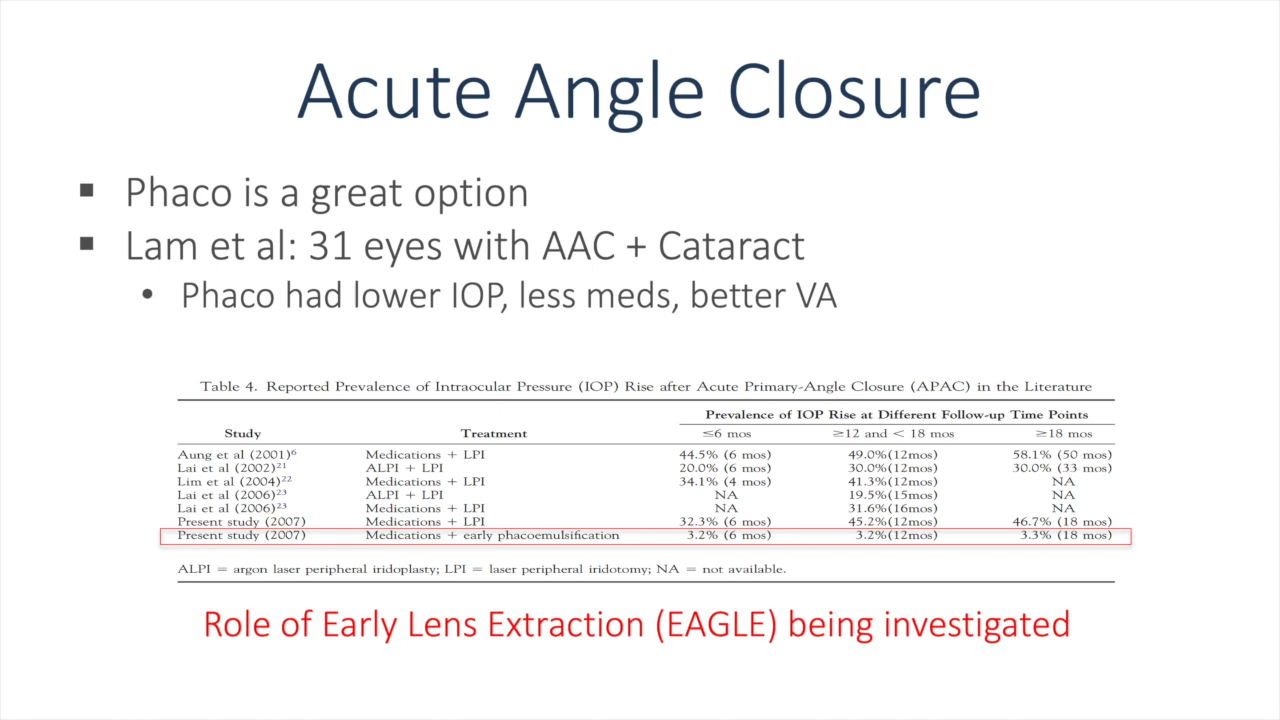 Acute Angle Closure
▪ Phaco is a great option
▪ Lam et al: 31 eyes with AAC + Cataract
• Phaco had lower IOP, less meds, better VA
Table 4. Reported Prevalence of Intraocular Pressure (IOP) Rise after Acute Primary-Angle Closure (APAC) in the Literature
Prevalence of IOP Rise at Different Follow-up Time Points
Study Treatment ≤6 mos ≥12 and < 18 mos ≥18 mos
Aung et al (2001)6 Medications + LPI 44.5% (6 mos) 49.0%(12mos) 58.1% (50 mos)
Lai et al (2002)21 ALPI + LPI 20.0% (6 mos) 30.0%(12mos) 30.0% (33 mos)
Lim et al (2004)22 Medications + LPI 34.1% (4 mos) 41.3%(12mos) NA
Lai et al (2006)23 ALPI + LPI NA 19.5%(15mos) NA
Lai et al (2006)23 Medications + LPI NA 31.6%(16mos) NA
Present study (2007) Medications + LPI 32.3% (6 mos) 45.2%(12mos) 46.7% (18 mos)
Present study (2007) Medications + early phacoemulsification 3.2% (6 mos) 3.2%(12mos) 3.3% (18 mos)
ALPI = argon laser peripheral iridoplasty; LPI = laser peripheral iridotomy; NA = not available.
Role of Early Lens Extraction (EAGLE) being investigated